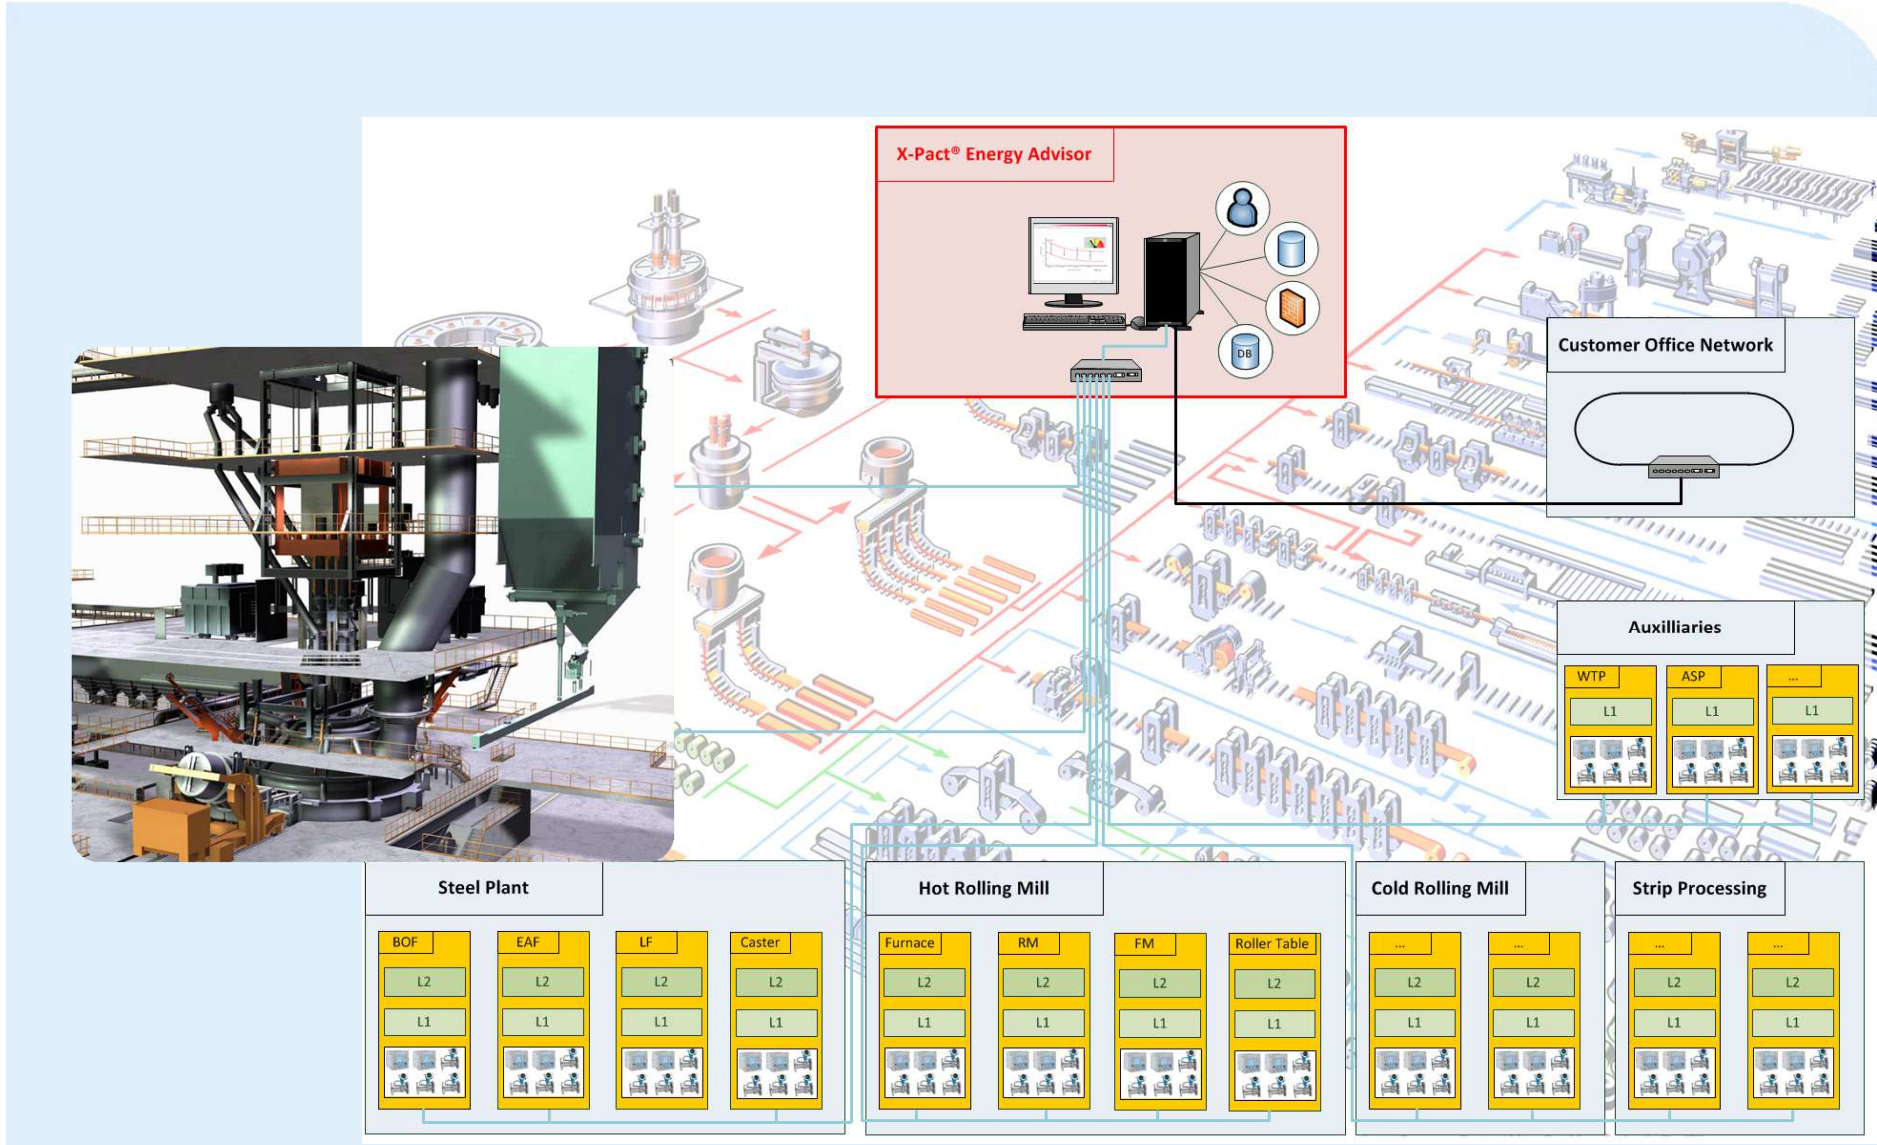 X-Pact® Energy Advisor
DB
Customer Office Network
Auxilliaries
WTP
ASP
...
L1
L1
L1
Steel Plant
BOF
EAF
LF
Caster
L2
L2
L2
L2
L1
L1
L1
L1
Hot Rolling Mill
Furnace
RM
FM
Roller Table
L2
L2
L2
L2
L1
L1
L1
L1
Cold Rolling Mill
...
...
L2
L2
L1
L1
Strip Processing
...
...
L2
L2
L1
L1